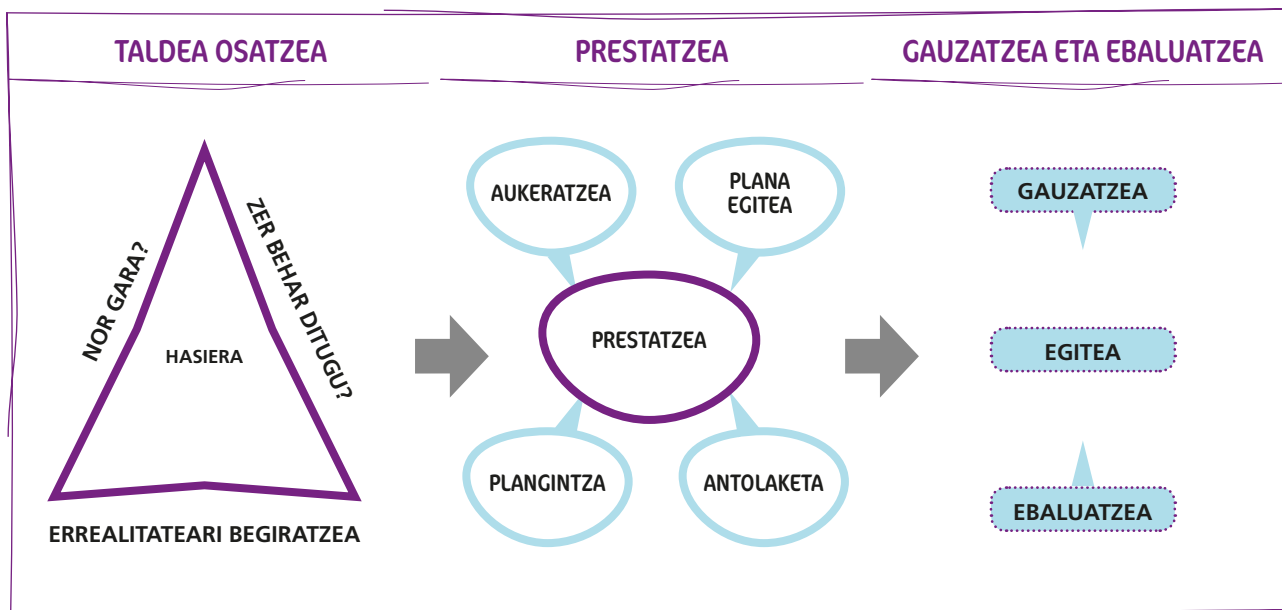 TALDEA OSATZEA
PRESTATZEA
GAUZATZEA ETA EBALUATZEA
NOR GARA?
ZER BEHAR DITUGU?
HASIERA
ERREALITATEARI BEGIRATZEA
AUKERATZEA
PLANA
EGITEA
PRESTATZEA
PLANGINTZA
ANTOLAKETA
GAUZATZEA
EGITEA
EBALUATZEA